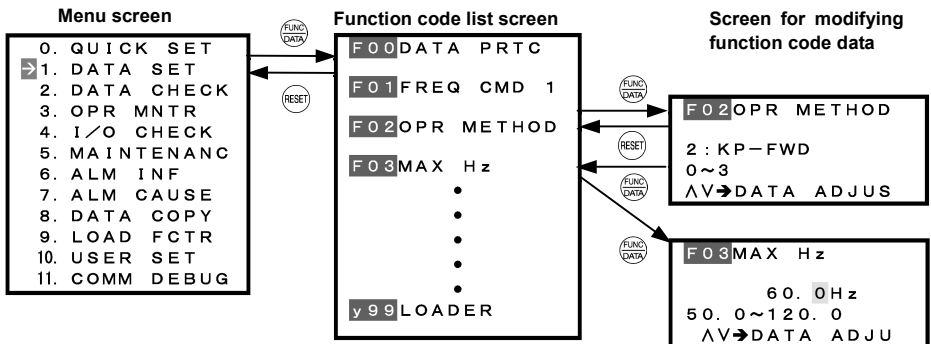 Menu screen
0. QUICK SET
→1. DATA SET
2. DATA CHECK
3. OPR MNTR
4. I/O CHECK
5. MAINTENANC
6. ALM INF
7. ALM CAUSE
8. DATA COPY
9. LOAD FCTR
10. USER SET
11. COMM DEBUG
FUNC
DATA
RESET
Function code list screen
F00DATA PRTC
F01FREQ CMD 1
F02OPR METHOD
F03MAX Hz
y99LOADER
FUNC
DATA
RESET
FUNC
DATA
FUNC
DATA
Screen for modifying
function code data
F02OPR METHOD
2:KP−FWD
0~3
∧∨→DATA ADJUS
F03MAX Hz
60.0Hz
50.0~120.0
∧∨→DATA ADJU